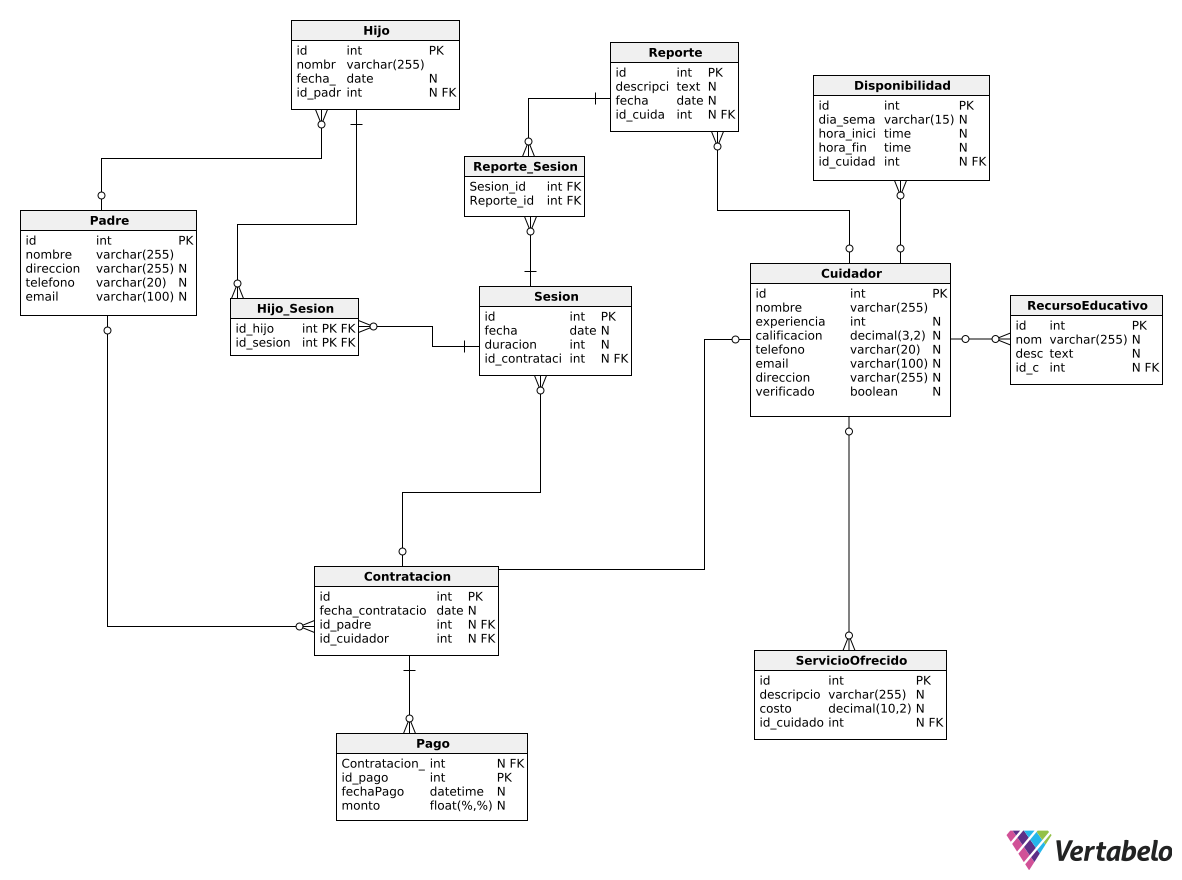 Hijo
id int PK
nombr varchar(255)
fecha_ date N
id_padr int N FK
Reporte
id int PK
descripci text N
fecha date N
id_cuida int N FK
Disponibilidad
id int PK
dia_sema varchar(15) N
hora_inici time N
hora_fin time N
id_cuidad int N FK
Reporte_Sesion
Sesion_id int FK
Reporte_id int FK
Padre
id int PK
nombre varchar(255)
direccion varchar(255) N
telefono varchar(20) N
email varchar(100) N
Cuidador
id int PK
nombre varchar(255)
experiencia int N
calificacion decimal(3,2) N
telefono varchar(20) N
email varchar(100) N
direccion varchar(255) N
verificado boolean N
Sesion
id int PK
fecha date N
duracion int N
id_contrataci int N FK
Hijo_Sesion
id_hijo int PK FK
id_sesion int PK FK
RecursoEducativo
id int PK
nom varchar(255) N
desc text N
id_c int N FK
Contratacion
id int PK
fecha_contratacio date N
id_padre int N FK
id_cuidador int N FK
ServicioOfrecido
id int PK
descripcio varchar(255) N
costo decimal(10,2) N
id_cuidado int N FK
Pago
Contratacion_ int N FK
id_pago int PK
fechaPago datetime N
monto float(%,%) N
Vertabelo